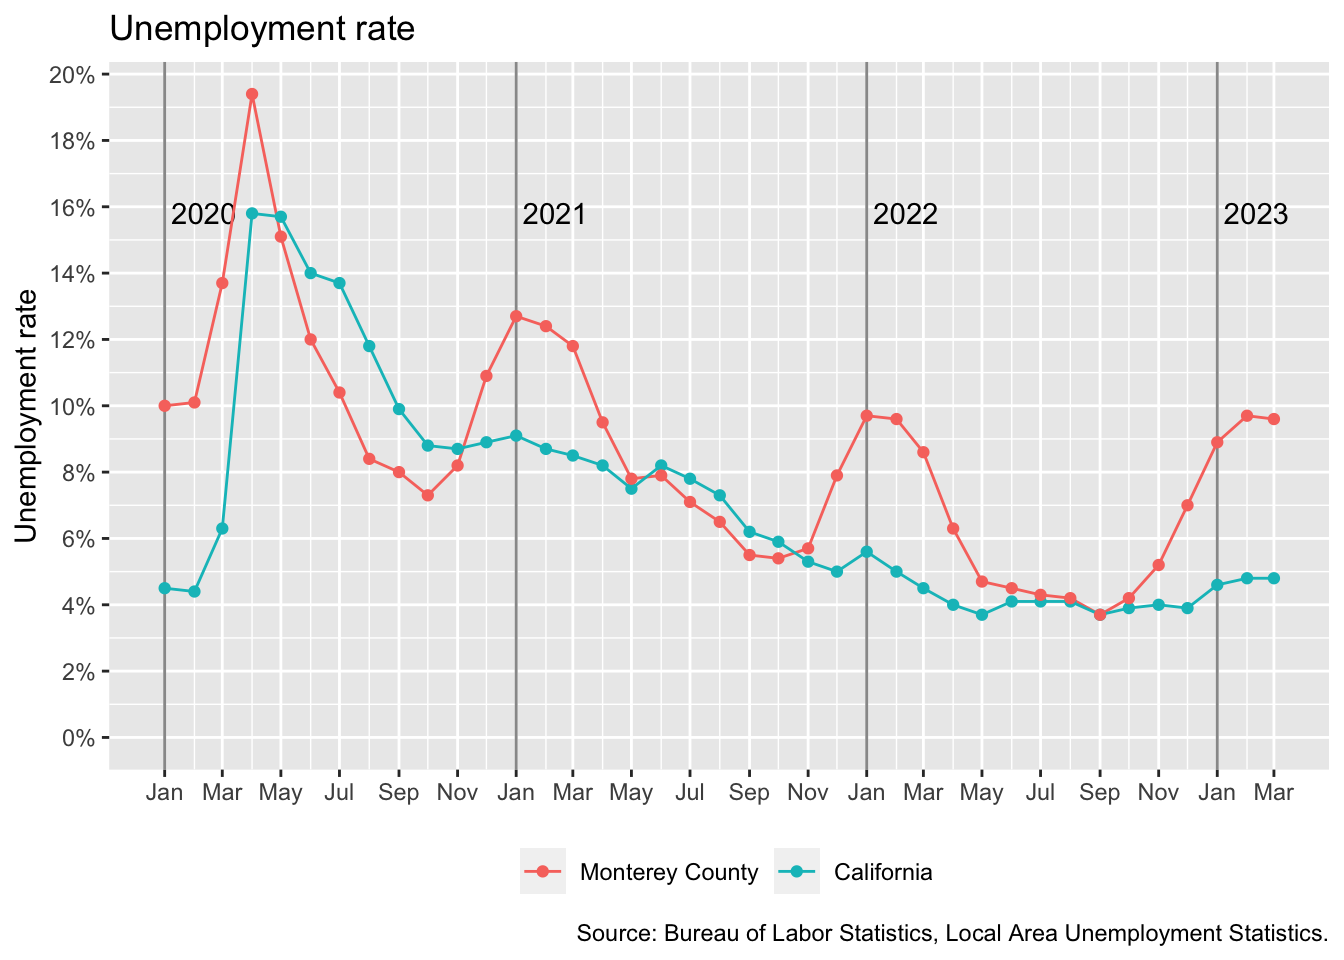 Unemployment rate
20%
18%
16%
14%
12%
10%
8%
6%
4%
2%
0%
Unemployment rate
2020 2021 2022 2023
Jan Mar May Jul Sep Nov Jan Mar May Jul Sep Nov Jan Mar May Jul Sep Nov Jan Mar
Monterey County California
Source: Bureau of Labor Statistics, Local Area Unemployment Statistics.